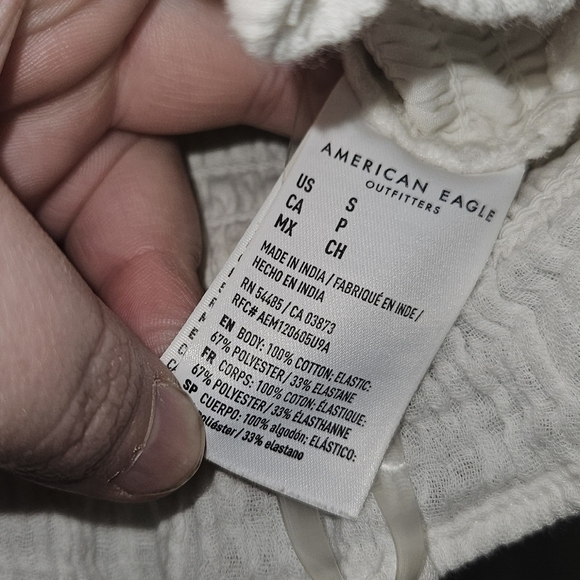 AMERICAN EAGLE
OUTFITTERS
US S
CA P
MX CH
MADE IN INDIA / FABRIQUÉ EN INDE /
HECHO EN INDIA
RN 54485 / CA 03873
RFC# AEM120605U9A
EN BODY: 100% COTTON; ELASTIC:
67% POLYESTER / 33% ELASTANE
FR CORPS: 100% COTON; ÉLASTIQUE:
67% POLYESTER / 33% ÉLASTHANNE
SP CUERPO: 100% algodón; ELÁSTICO:
33% elastano